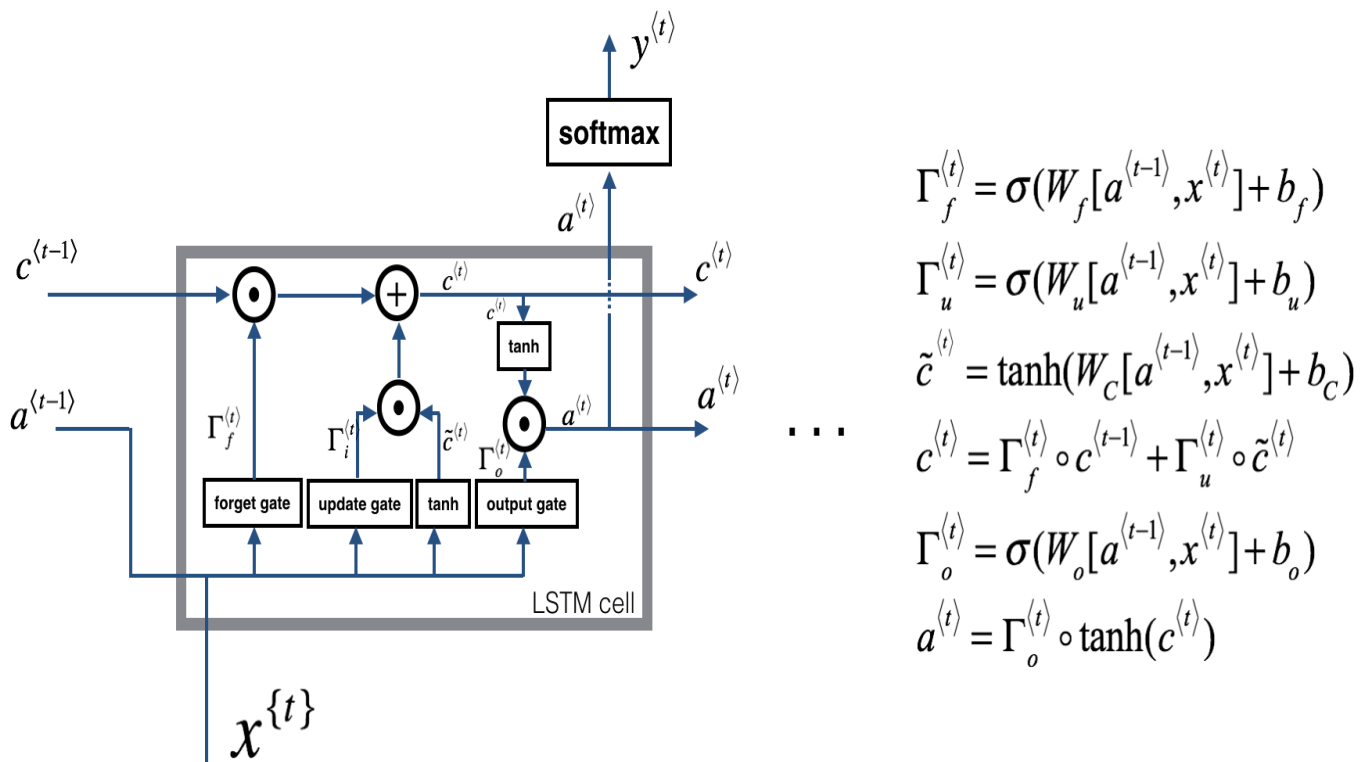 y⟨t⟩
softmax
a⟨t⟩
c⟨t−1⟩
c⟨t⟩
c⟨t⟩
c⟨t⟩
tanh
a⟨t−1⟩
a⟨t⟩
a⟨t⟩
Γf⟨t⟩
Γi⟨t⟩
c̃⟨t⟩
Γo⟨t⟩
...
forget gate
update gate
tanh
output gate
LSTM cell
x{t}
Γf⟨t⟩ = σ(Wf[a⟨t−1⟩, x⟨t⟩] + bf)
Γu⟨t⟩ = σ(Wu[a⟨t−1⟩, x⟨t⟩] + bu)
c̃⟨t⟩ = tanh(WC[a⟨t−1⟩, x⟨t⟩] + bC)
c⟨t⟩ = Γf⟨t⟩ ∘ c⟨t−1⟩ + Γu⟨t⟩ ∘ c̃⟨t⟩
Γo⟨t⟩ = σ(Wo[a⟨t−1⟩, x⟨t⟩] + bo)
a⟨t⟩ = Γo⟨t⟩ ∘ tanh(c⟨t⟩)